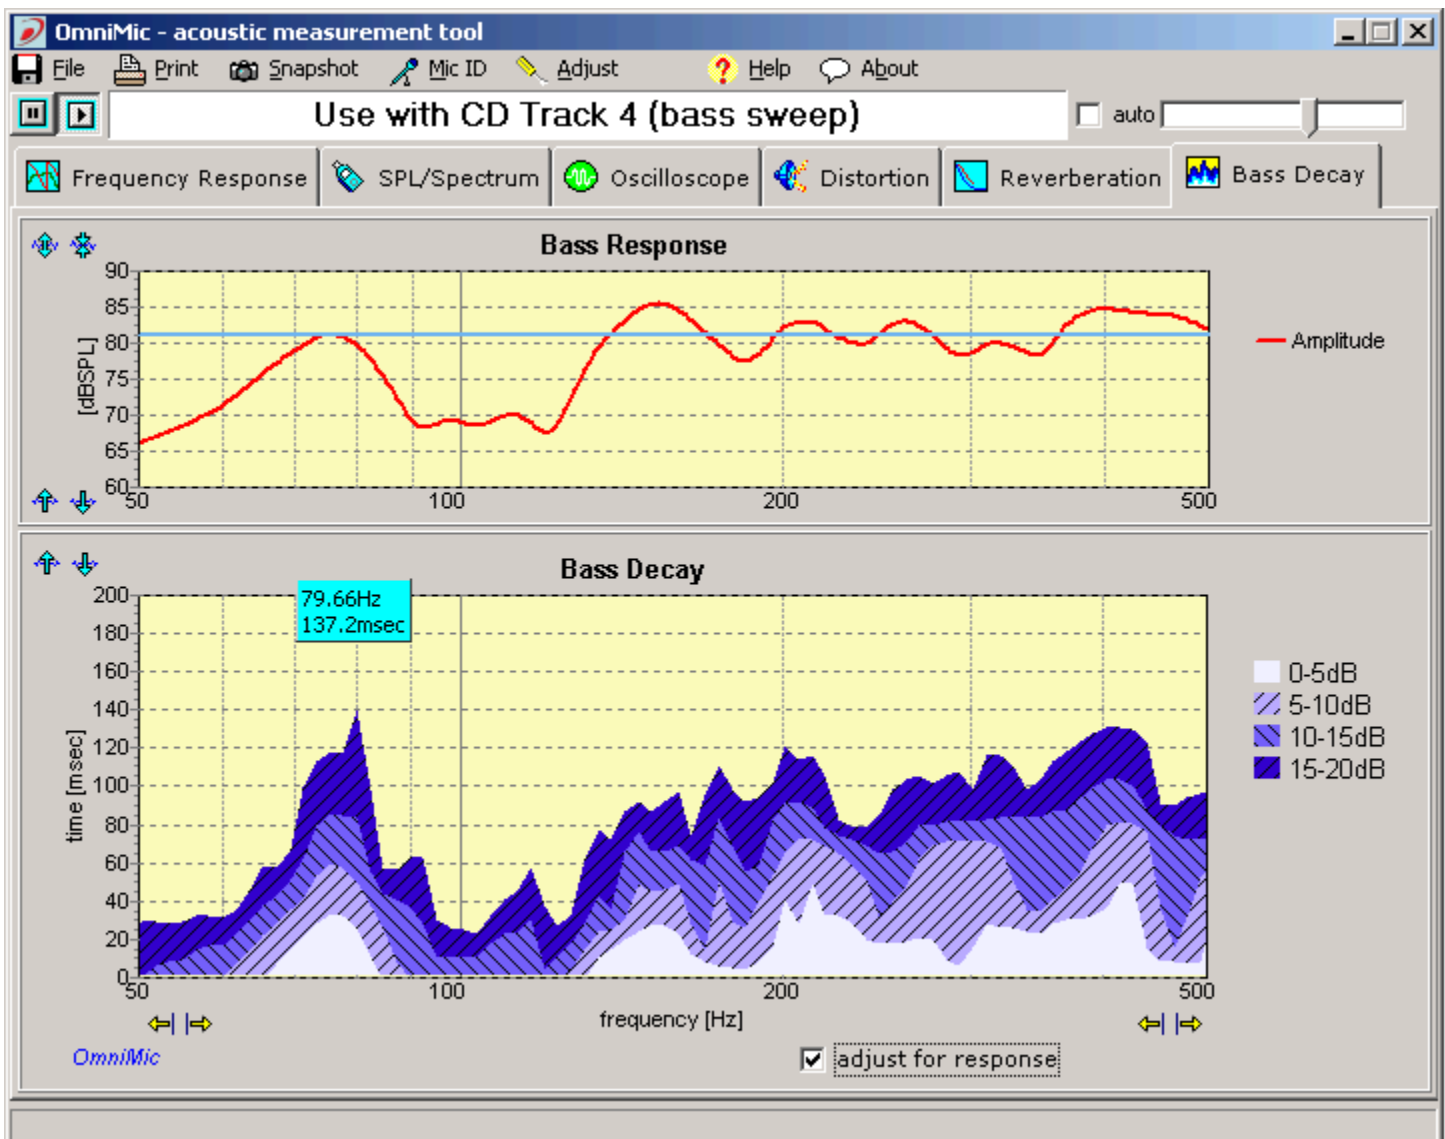 OmniMic - acoustic measurement tool
File Print Snapshot Mic ID Adjust Help About
Use with CD Track 4 (bass sweep) auto
Frequency Response SPL/Spectrum Oscilloscope Distortion Reverberation Bass Decay
Bass Response
90
85
80
75
70
65
60
[dBSPL]
50 100 200 500
Amplitude
Bass Decay
79.66Hz
137.2msec
200
180
160
140
120
100
80
60
40
20
0
time [msec]
50 100 200 500
frequency [Hz]
0-5dB
5-10dB
10-15dB
15-20dB
OmniMic
adjust for response